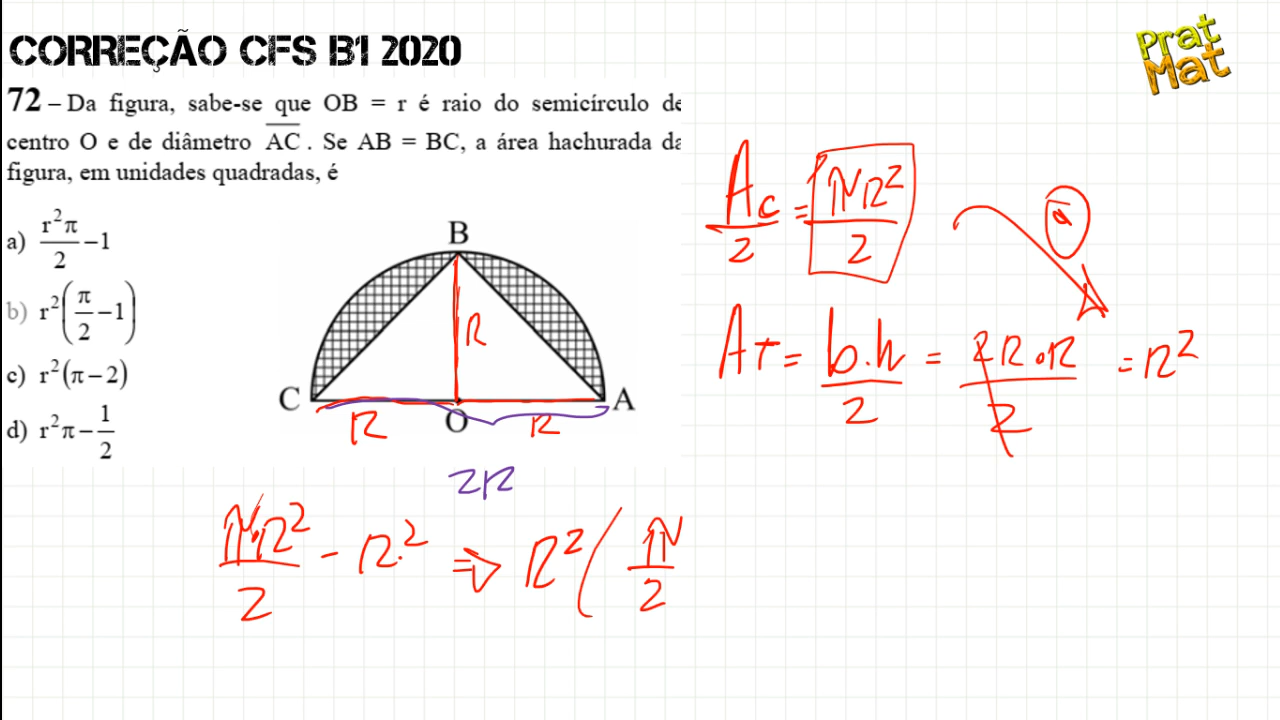 CORREÇÃO CFS B1 2020
Prat
Mat
72 – Da figura, sabe-se que OB = r é raio do semicírculo de
centro O e de diâmetro A͞C͞. Se AB = BC, a área hachurada da
figura, em unidades quadradas, é
a) r²π/2 − 1
b) r²(π/2 − 1)
c) r²(π − 2)
d) r²π − 1/2
B
R
C
O
A
R
R
2R
Ac/2 = πR²/2
AT = b.h/2 = 2R.R/2 = R²
πR²/2 - R² ⇒ R²(π/2